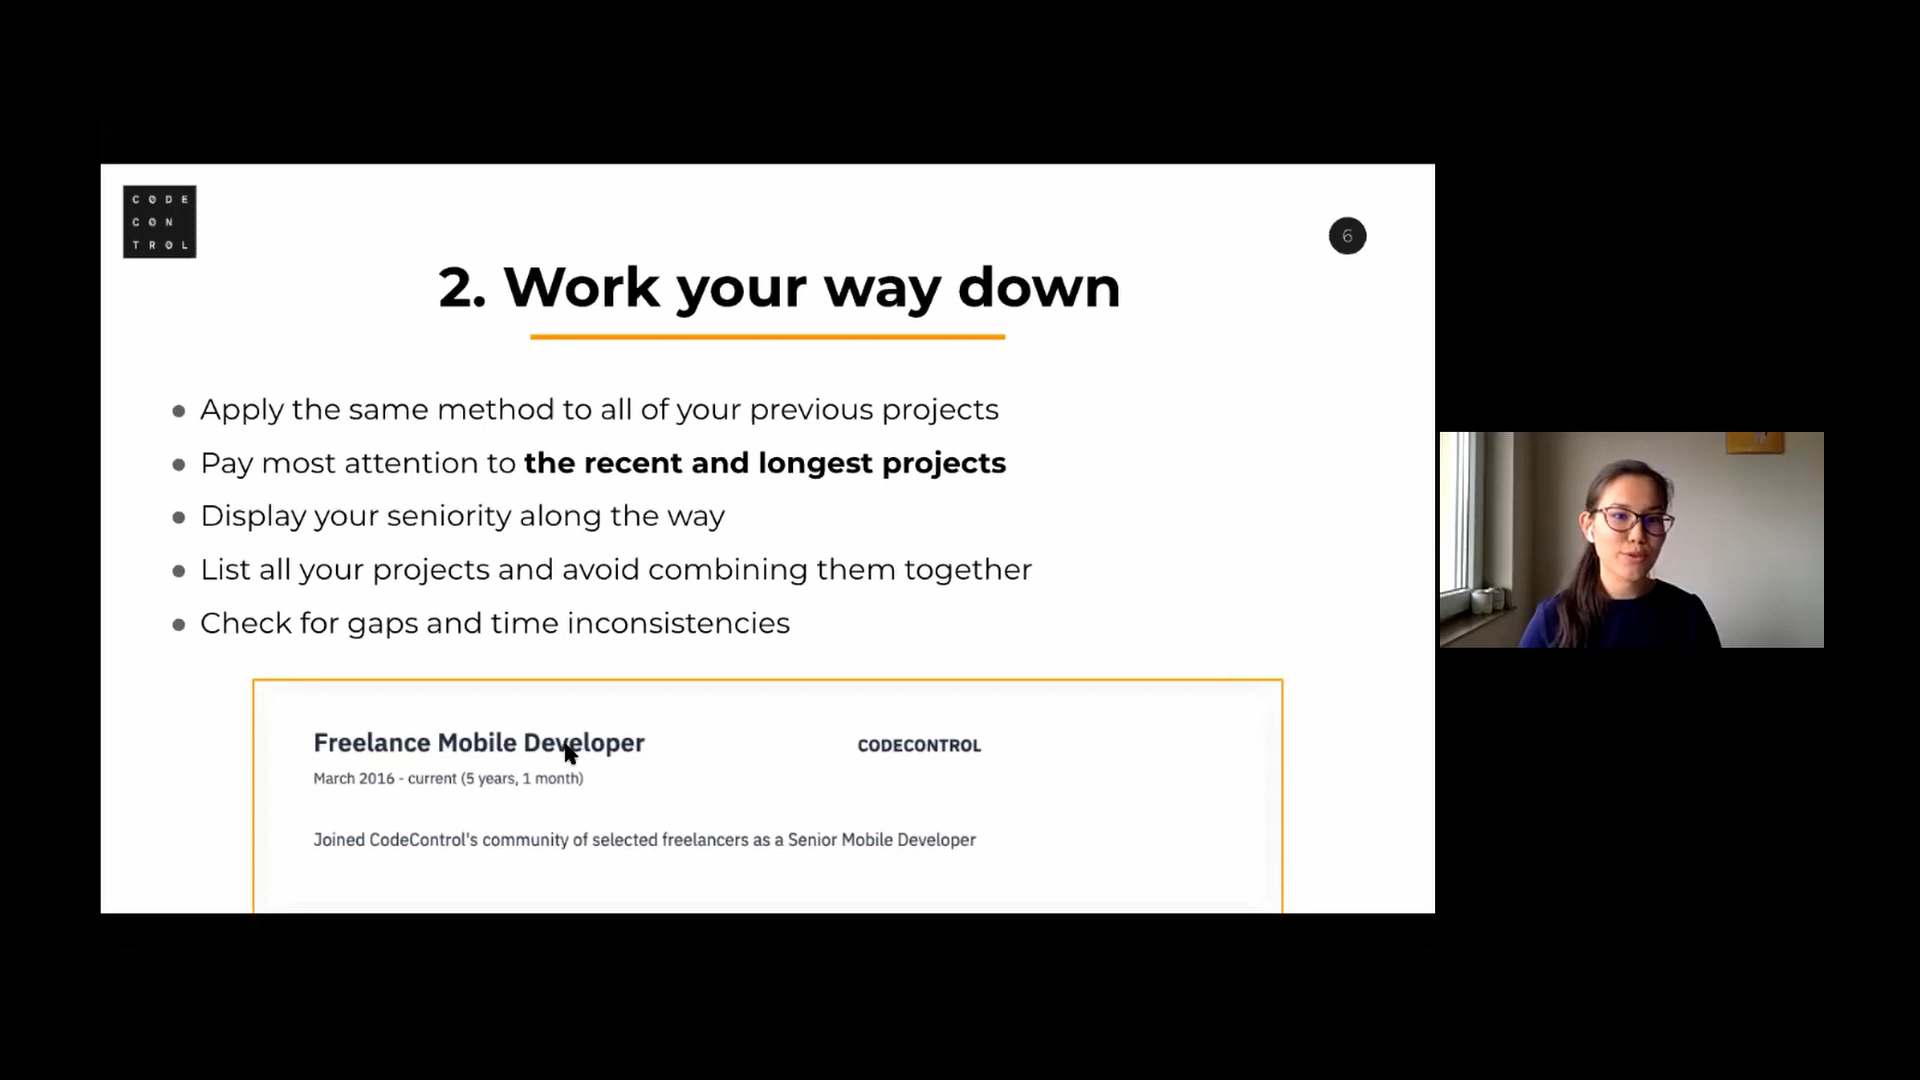 CØDE
CØN
TRØL
6
2. Work your way down
Apply the same method to all of your previous projects
Pay most attention to the recent and longest projects
Display your seniority along the way
List all your projects and avoid combining them together
Check for gaps and time inconsistencies
Freelance Mobile Developer
CODECONTROL
March 2016 - current (5 years, 1 month)
Joined CodeControl's community of selected freelancers as a Senior Mobile Developer